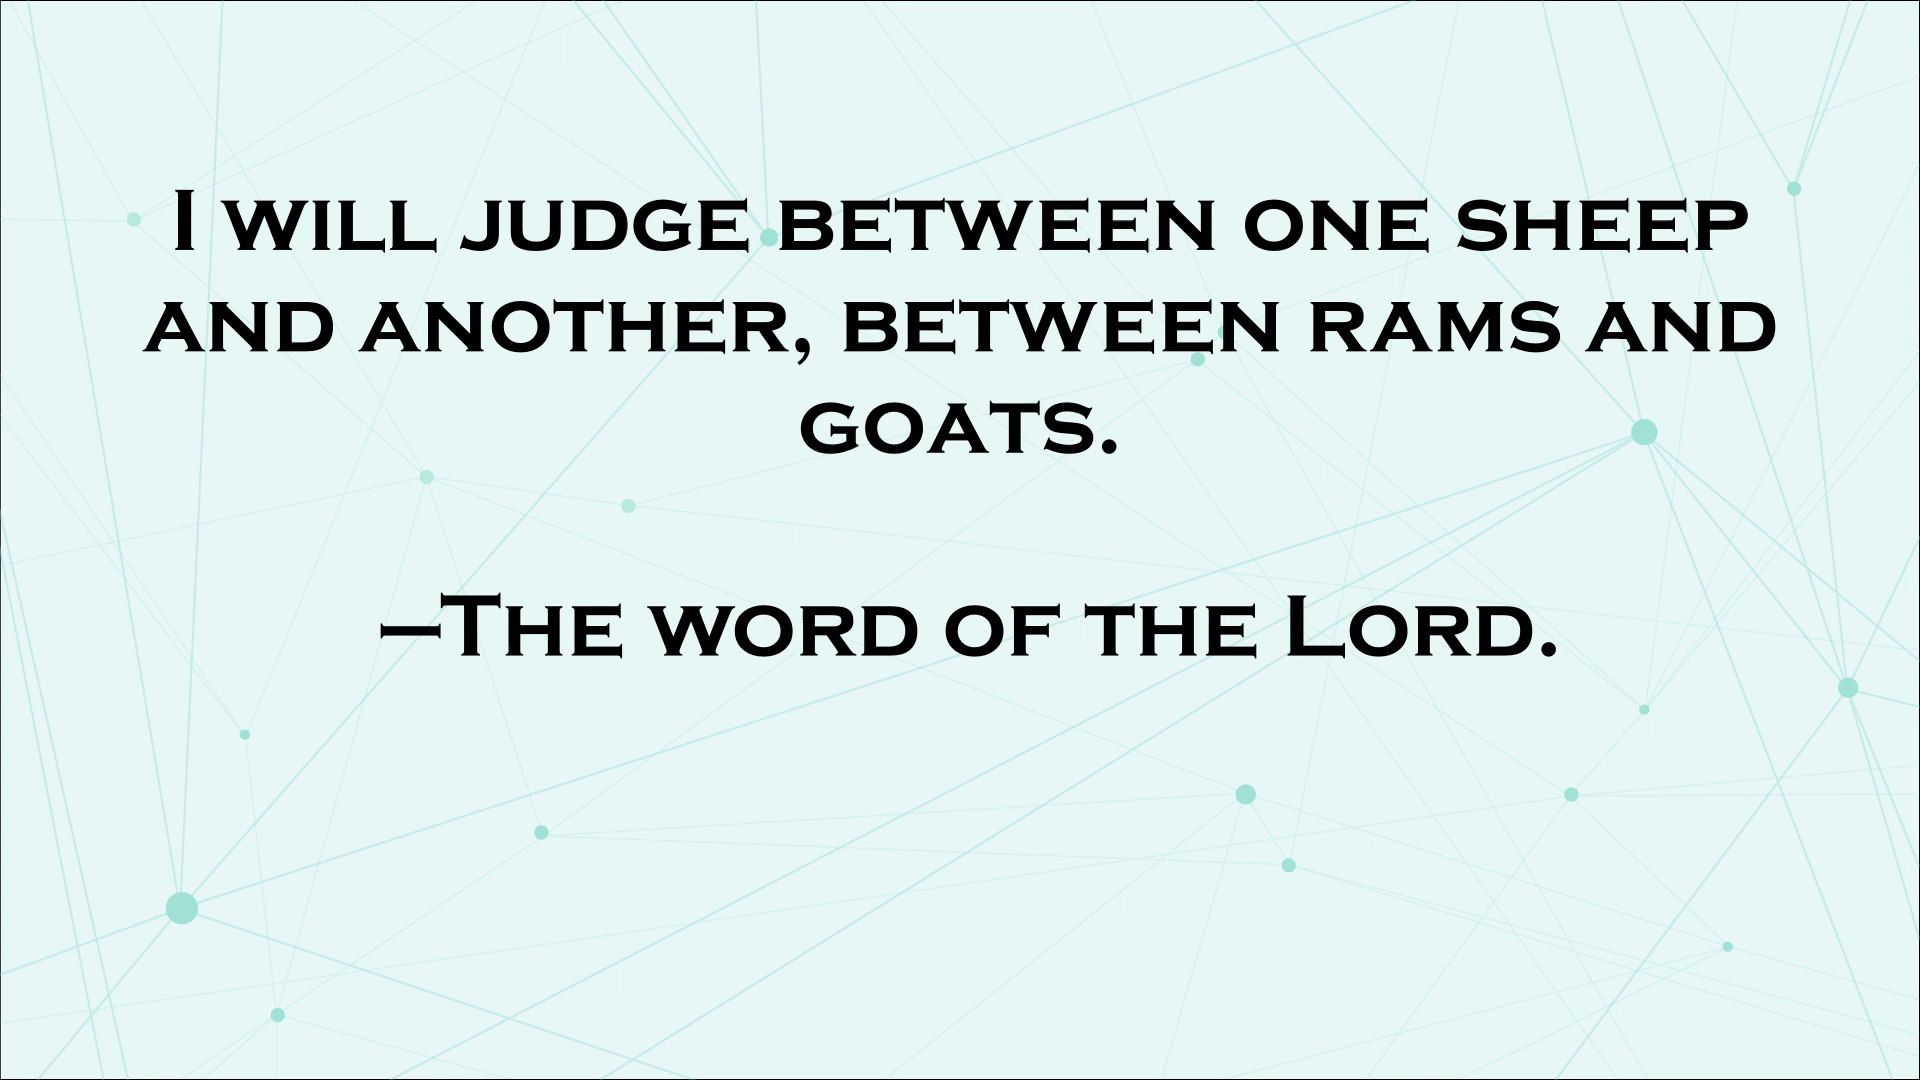 I will judge between one sheep
and another, between rams and
goats.
–The word of the Lord.